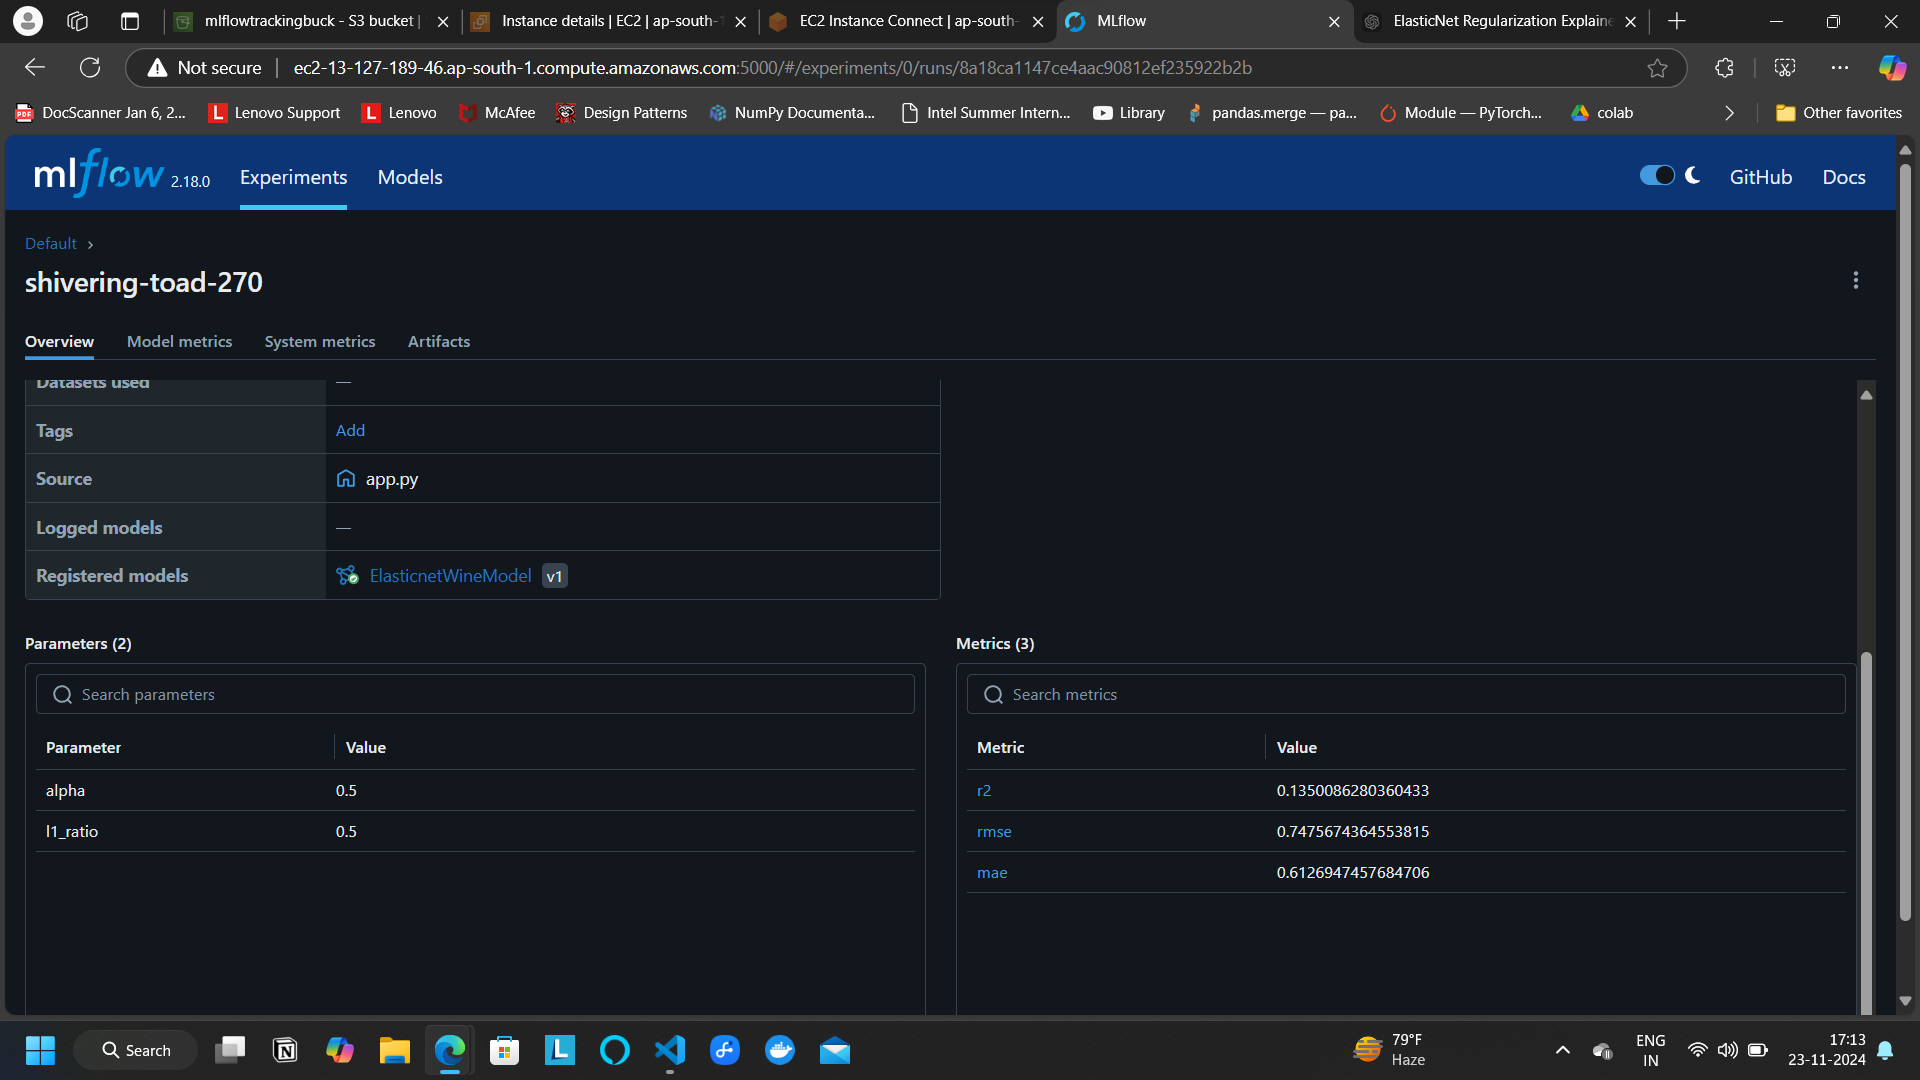 mlflowtrackingbuck - S3 bucket |
Instance details | EC2 | ap-south-1
EC2 Instance Connect | ap-south-
MLflow
ElasticNet Regularization Explaine
Not secure
ec2-13-127-189-46.ap-south-1.compute.amazonaws.com:5000/#/experiments/0/runs/8a18ca1147ce4aac90812ef235922b2b
DocScanner Jan 6, 2...
Lenovo Support
Lenovo
McAfee
Design Patterns
NumPy Documenta...
Intel Summer Intern...
Library
pandas.merge — pa...
Module — PyTorch...
colab
Other favorites
mlflow 2.18.0
Experiments
Models
GitHub
Docs
Default
shivering-toad-270
Overview
Model metrics
System metrics
Artifacts
Datasets used —
Tags Add
Source app.py
Logged models —
Registered models ElasticnetWineModel v1
Parameters (2)
Search parameters
Parameter Value
alpha 0.5
l1_ratio 0.5
Metrics (3)
Search metrics
Metric Value
r2 0.1350086280360433
rmse 0.7475674364553815
mae 0.6126947457684706
Search
79°F
Haze
ENG
IN
17:13
23-11-2024